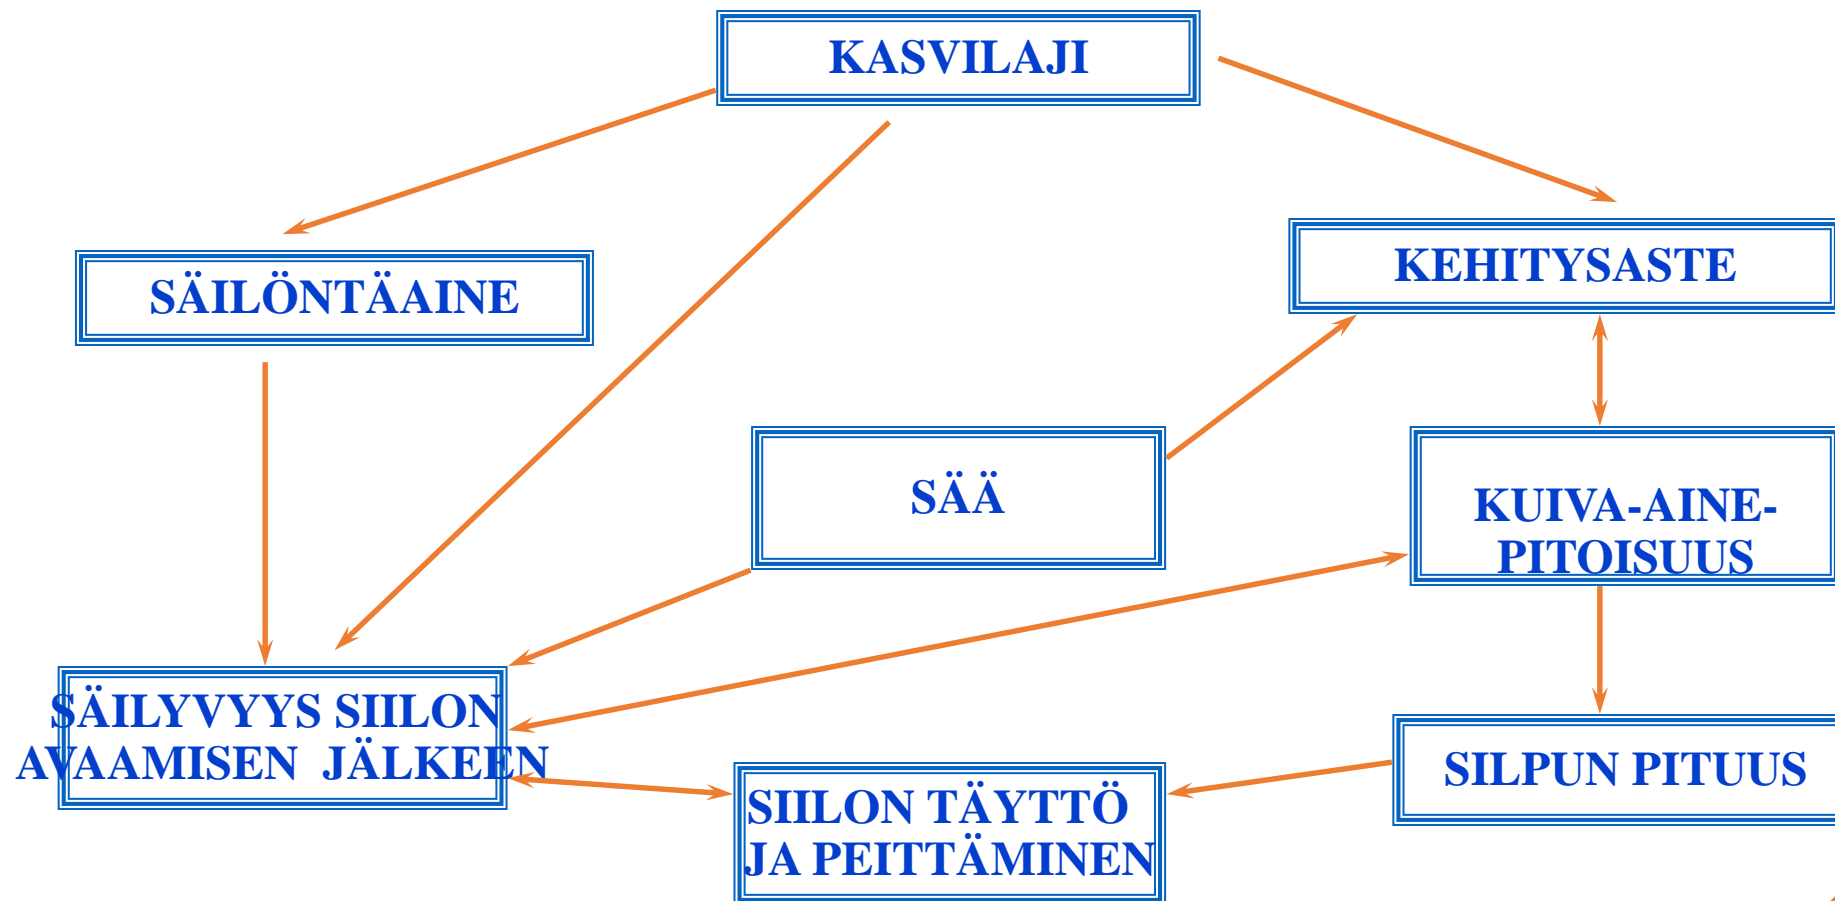 KASVILAJI
SÄILÖNTÄAINE
KEHITYSASTE
SÄÄ
KUIVA-AINE-
PITOISUUS
SÄILYVYYS SIILON
AVAAMISEN JÄLKEEN
SILPUN PITUUS
SIILON TÄYTTÖ
JA PEITTÄMINEN